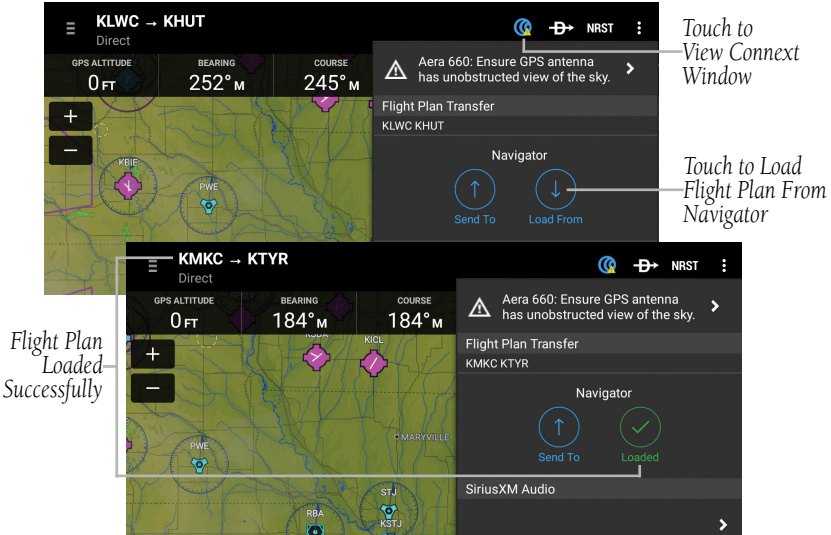 KLWC → KHUT
Direct
NRST
Touch to
View Connext
Window
GPS ALTITUDE
0 FT
BEARING
252° M
COURSE
245° M
Aera 660: Ensure GPS antenna
has unobstructed view of the sky.
Flight Plan Transfer
KLWC KHUT
+
−
Navigator
Send To
Load From
Touch to Load
Flight Plan From
Navigator
KBIE
PWE
KMKC → KTYR
Direct
NRST
GPS ALTITUDE
0 FT
BEARING
184° M
COURSE
184° M
Aera 660: Ensure GPS antenna
has unobstructed view of the sky.
Flight Plan Transfer
KMKC KTYR
Flight Plan
Loaded
Successfully
+
−
KICL
Navigator
Send To
Loaded
MARYVILLE
PWE
SiriusXM Audio
STJ
RBA
KSTJ